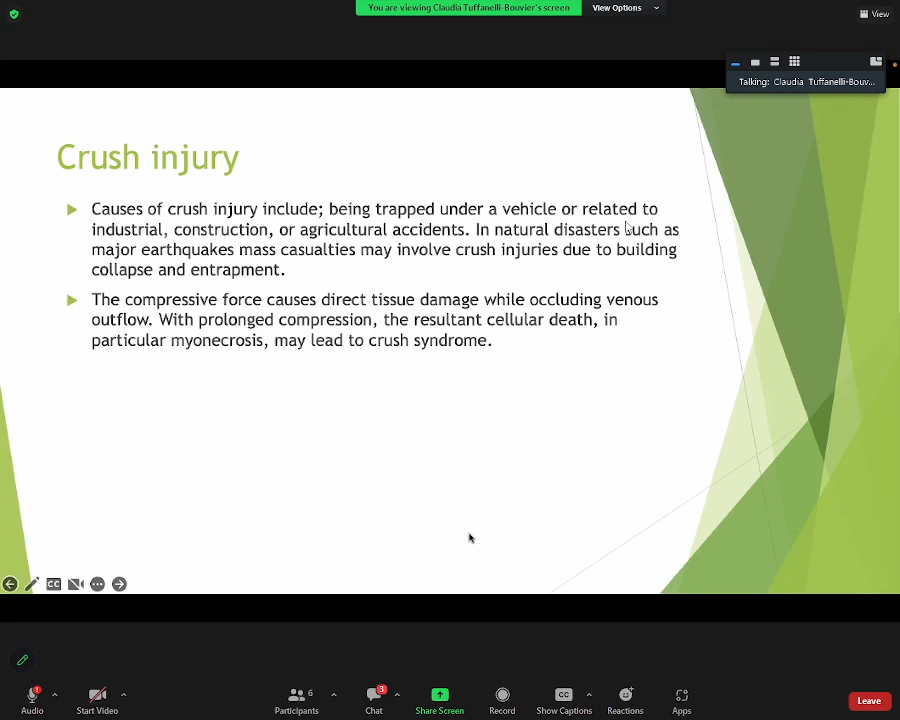 You are viewing Claudia Tuffanelli-Bouvier's screen
View Options
View
Talking: Claudia Tuffanelli-Bouv...
Crush injury
Causes of crush injury include; being trapped under a vehicle or related to
industrial, construction, or agricultural accidents. In natural disasters such as
major earthquakes mass casualties may involve crush injuries due to building
collapse and entrapment.
The compressive force causes direct tissue damage while occluding venous
outflow. With prolonged compression, the resultant cellular death, in
particular myonecrosis, may lead to crush syndrome.
CC
Audio
Start Video
6
Participants
3
Chat
Share Screen
Record
CC
Show Captions
Reactions
Apps
Leave